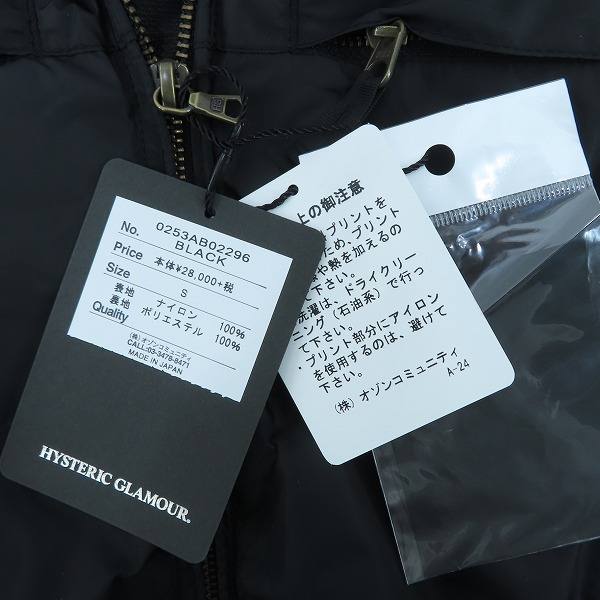 No. 0253AB02296
BLACK
Price 本体¥28,000+税
Size S
表地 ナイロン 100%
裏地 ポリエステル 100%
Quality
(株)オゾンコミュニティ
CALL:03-3478-8471
MADE IN JAPAN
HYSTERIC GLAMOUR.
上の御注意
プリントを
ため、プリント
や熱を加えるの
下さい。
洗濯は、ドライクリー
ニング(石油系)で行っ
て下さい。
・プリント部分にアイロン
を使用するのは、避けて
下さい。
(株)オゾンコミュニティ
A-24